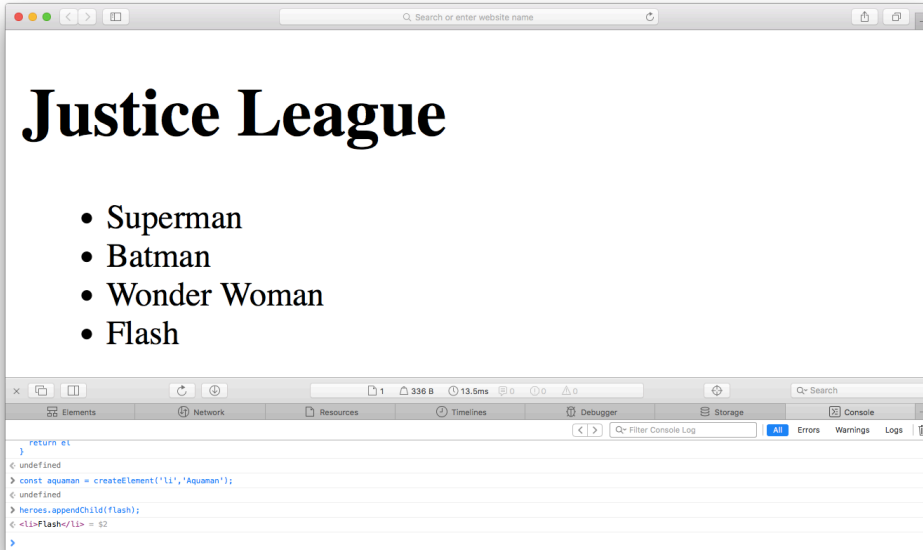 Search or enter website name
Justice League
• Superman
• Batman
• Wonder Woman
• Flash
1 336 B 13.5ms 0 0 0 Search
Elements Network Resources Timelines Debugger Storage Console
Filter Console Log All Errors Warnings Logs
return el
}
undefined
const aquaman = createElement('li','Aquaman');
undefined
heroes.appendChild(flash);
<li>Flash</li> = $2